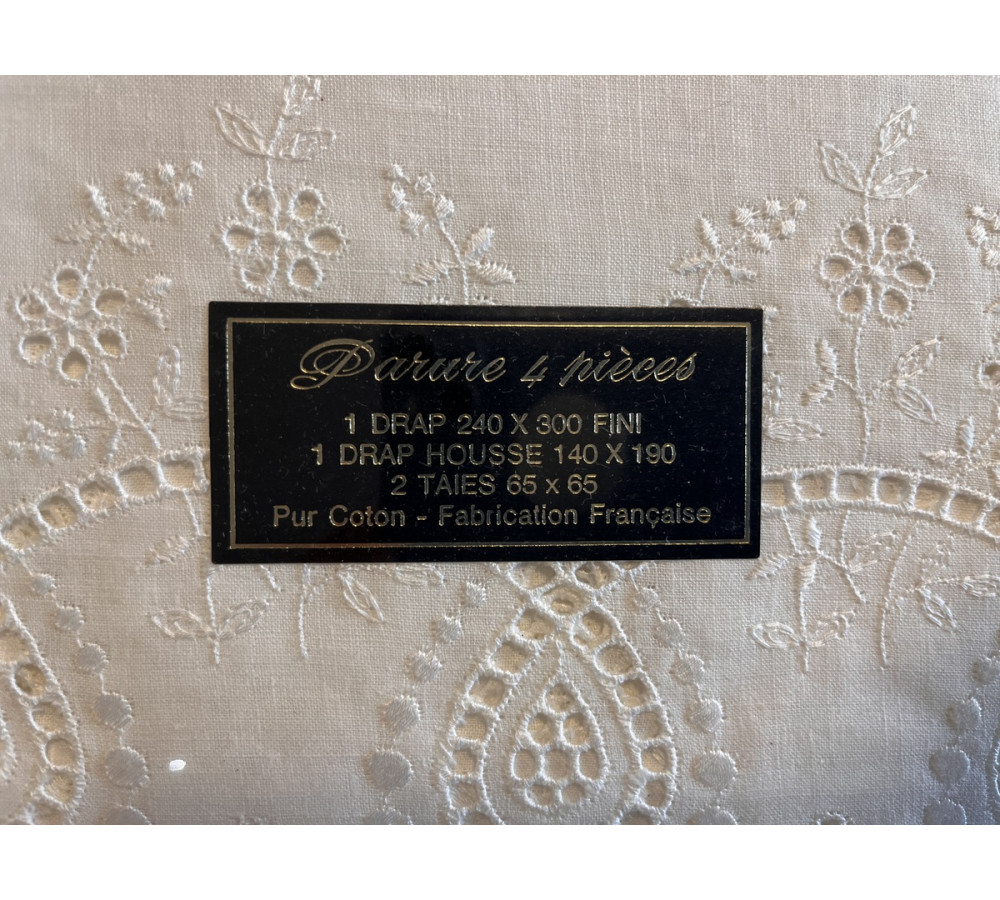 Parure 4 pièces
1 DRAP 240 X 300 FINI
1 DRAP HOUSSE 140 X 190
2 TAIES 65 x 65
Pur Coton - Fabrication Française